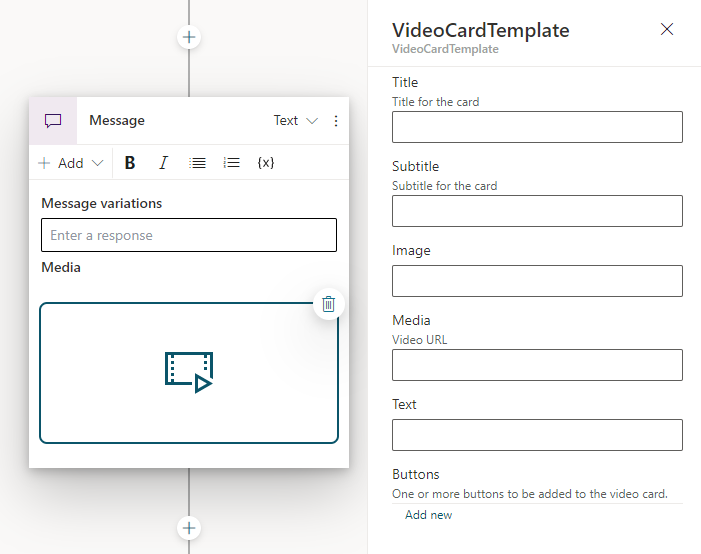 Message
Text
Add
B
I
{x}
Message variations
Enter a response
Media
VideoCardTemplate
VideoCardTemplate
Title
Title for the card
Subtitle
Subtitle for the card
Image
Media
Video URL
Text
Buttons
One or more buttons to be added to the video card.
Add new